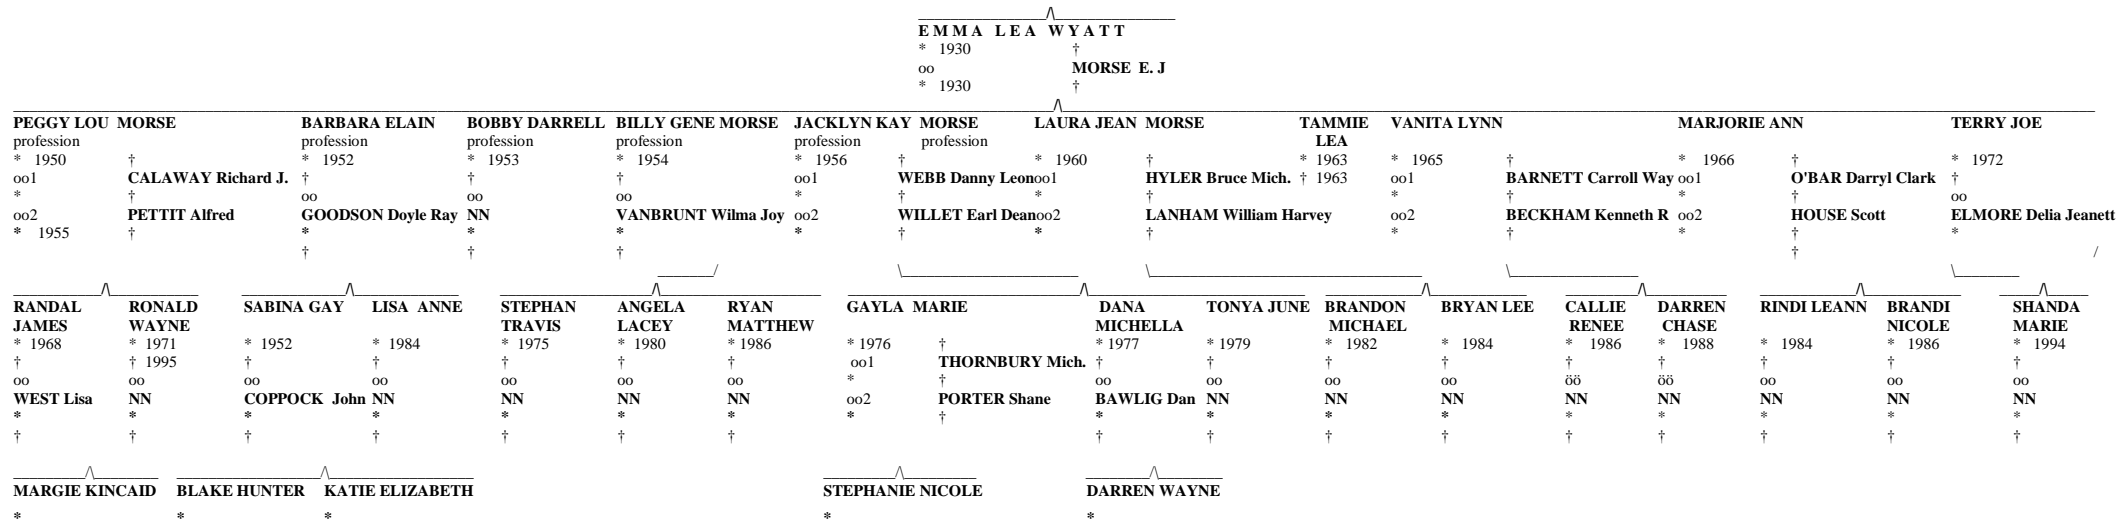 E M M A L E A W Y A T T
* 1930 †
oo MORSE E. J
* 1930 †
PEGGY LOU MORSE BARBARA ELAIN BOBBY DARRELL BILLY GENE MORSE JACKLYN KAY MORSE LAURA JEAN MORSE TAMMIE VANITA LYNN MARJORIE ANN TERRY JOE
profession profession profession profession profession profession LEA
* 1950 † * 1952 * 1953 * 1954 * 1956 † * 1960 † * 1963 * 1965 † * 1966 † * 1972
oo1 CALAWAY Richard J. † † † oo1 WEBB Danny Leon oo1 HYLER Bruce Mich. † 1963 oo1 BARNETT Carroll Way oo1 O'BAR Darryl Clark †
* † oo oo oo * † * † * † * † oo
oo2 PETTIT Alfred GOODSON Doyle Ray NN VANBRUNT Wilma Joy oo2 WILLET Earl Dean oo2 LANHAM William Harvey oo2 BECKHAM Kenneth R oo2 HOUSE Scott ELMORE Delia Jeanett
* 1955 † * * * * † * † * † * † *
† † † †
RANDAL RONALD SABINA GAY LISA ANNE STEPHAN ANGELA RYAN GAYLA MARIE DANA TONYA JUNE BRANDON BRYAN LEE CALLIE DARREN RINDI LEANN BRANDI SHANDA
JAMES WAYNE TRAVIS LACEY MATTHEW MICHELLA MICHAEL RENEE CHASE NICOLE MARIE
* 1968 * 1971 * 1952 * 1984 * 1975 * 1980 * 1986 * 1976 † * 1977 * 1979 * 1982 * 1984 * 1986 * 1988 * 1984 * 1986 * 1994
† † 1995 † † † † † oo1 THORNBURY Mich. † † † † † † † † †
oo oo oo oo oo oo oo * † oo oo oo oo öö öö oo oo oo
WEST Lisa NN COPPOCK John NN NN NN NN oo2 PORTER Shane BAWLIG Dan NN NN NN NN NN NN NN NN
* * * * * * * * † * * * * * * * * *
† † † † † † † † † † † † † † † †
MARGIE KINCAID BLAKE HUNTER KATIE ELIZABETH STEPHANIE NICOLE DARREN WAYNE
* * * * *